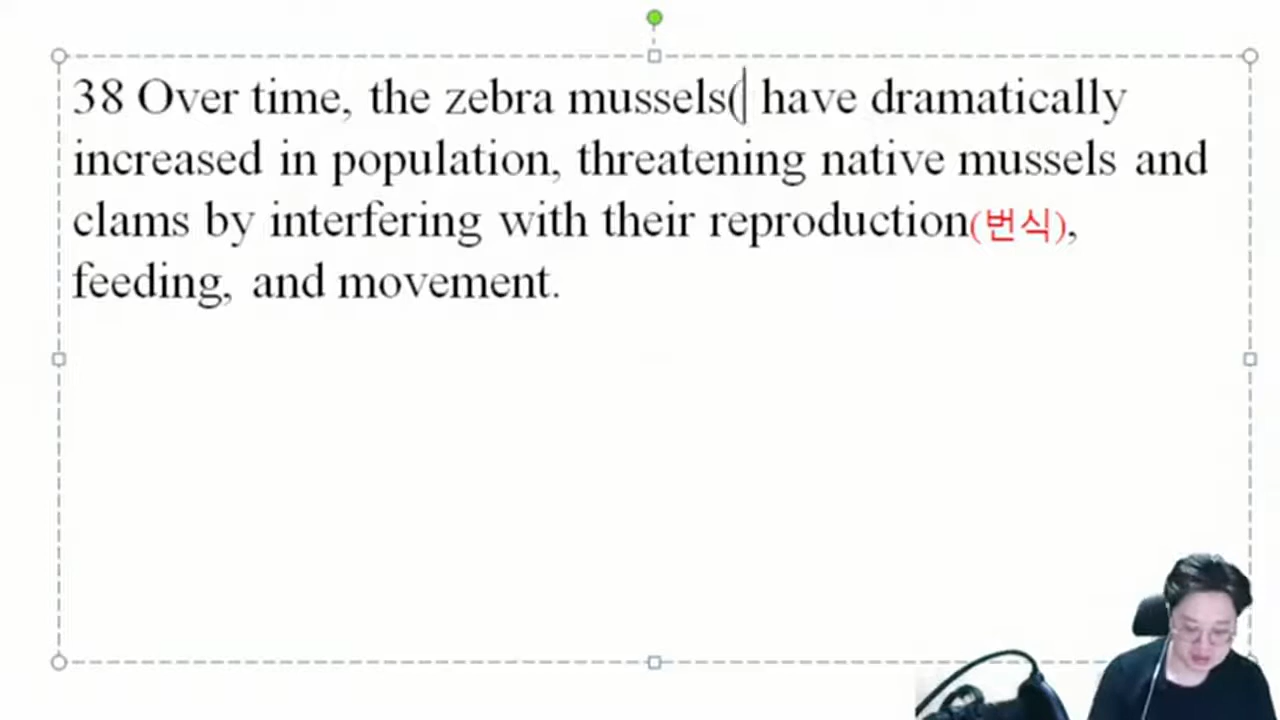 38 Over time, the zebra mussels( have dramatically
increased in population, threatening native mussels and
clams by interfering with their reproduction(번식),
feeding, and movement.